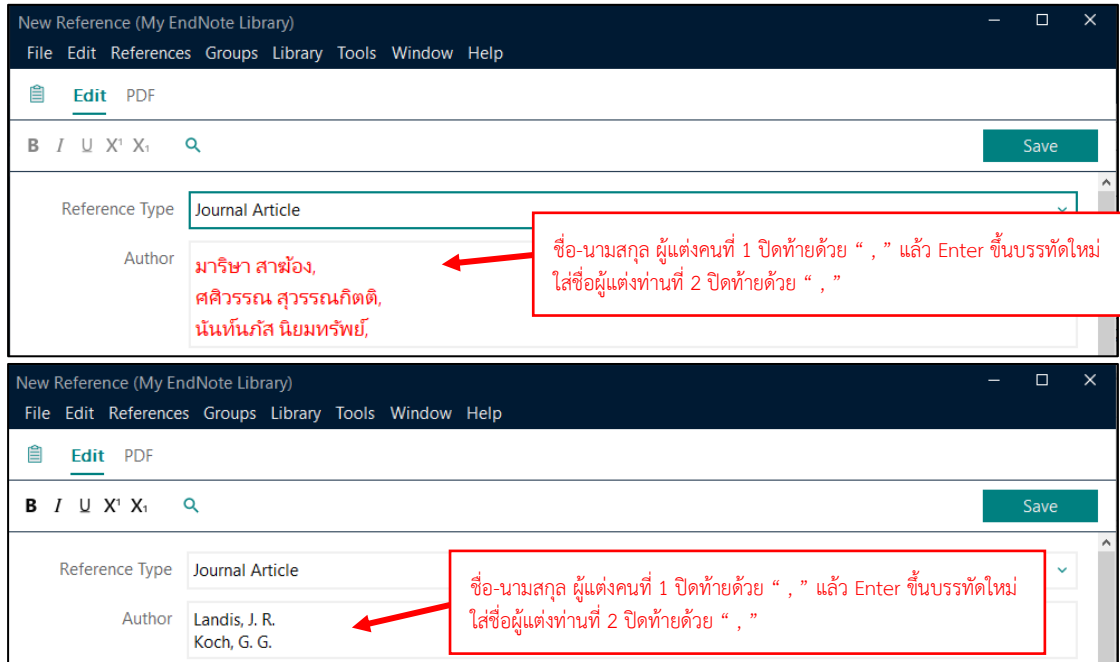 New Reference (My EndNote Library)
File Edit References Groups Library Tools Window Help
Edit PDF
B I U X¹ X₁
Save
Reference Type Journal Article
Author
มาริษา สาฆ้อง,
ศศิวรรณ สุวรรณกิตติ,
นันท์นภัส นิยมทรัพย์,
ชื่อ-นามสกุล ผู้แต่งคนที่ 1 ปิดท้ายด้วย “ , ” แล้ว Enter ขึ้นบรรทัดใหม่
ใส่ชื่อผู้แต่งท่านที่ 2 ปิดท้ายด้วย “ , ”
New Reference (My EndNote Library)
File Edit References Groups Library Tools Window Help
Edit PDF
B I U X¹ X₁
Save
Reference Type Journal Article
Author Landis, J. R.
Koch, G. G.
ชื่อ-นามสกุล ผู้แต่งคนที่ 1 ปิดท้ายด้วย “ , ” แล้ว Enter ขึ้นบรรทัดใหม่
ใส่ชื่อผู้แต่งท่านที่ 2 ปิดท้ายด้วย “ , ”